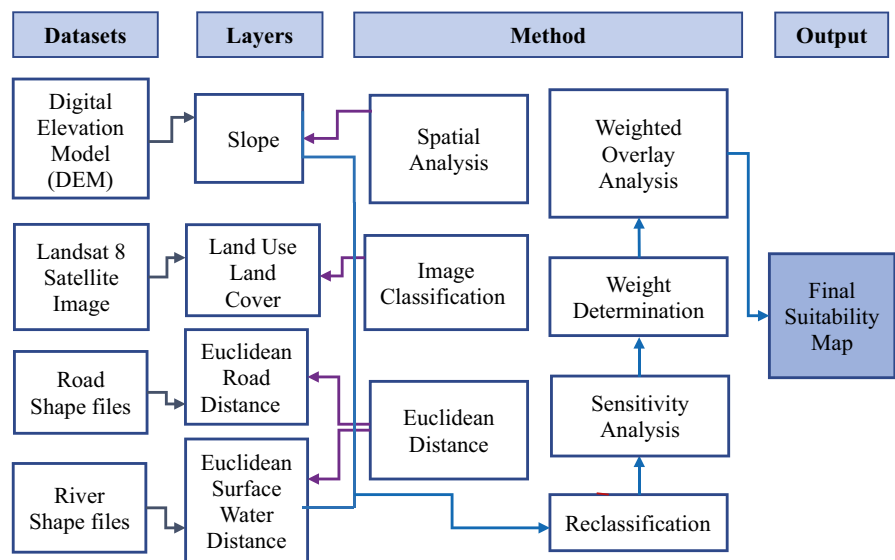 Datasets
Layers
Method
Output
Digital
Elevation
Model
(DEM)
Slope
Spatial
Analysis
Weighted
Overlay
Analysis
Landsat 8
Satellite
Image
Land Use
Land
Cover
Image
Classification
Weight
Determination
Final
Suitability
Map
Road
Shape files
Euclidean
Road
Distance
Euclidean
Distance
Sensitivity
Analysis
River
Shape files
Euclidean
Surface
Water
Distance
Reclassification